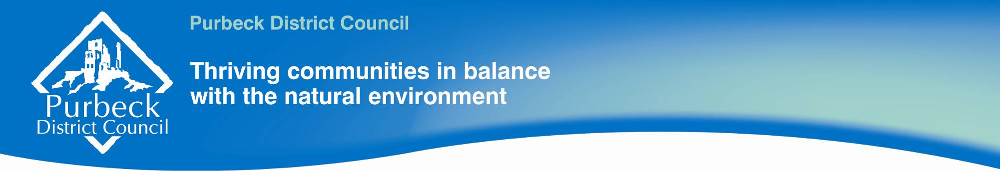 Purbeck
District Council
Purbeck District Council
Thriving communities in balance
with the natural environment